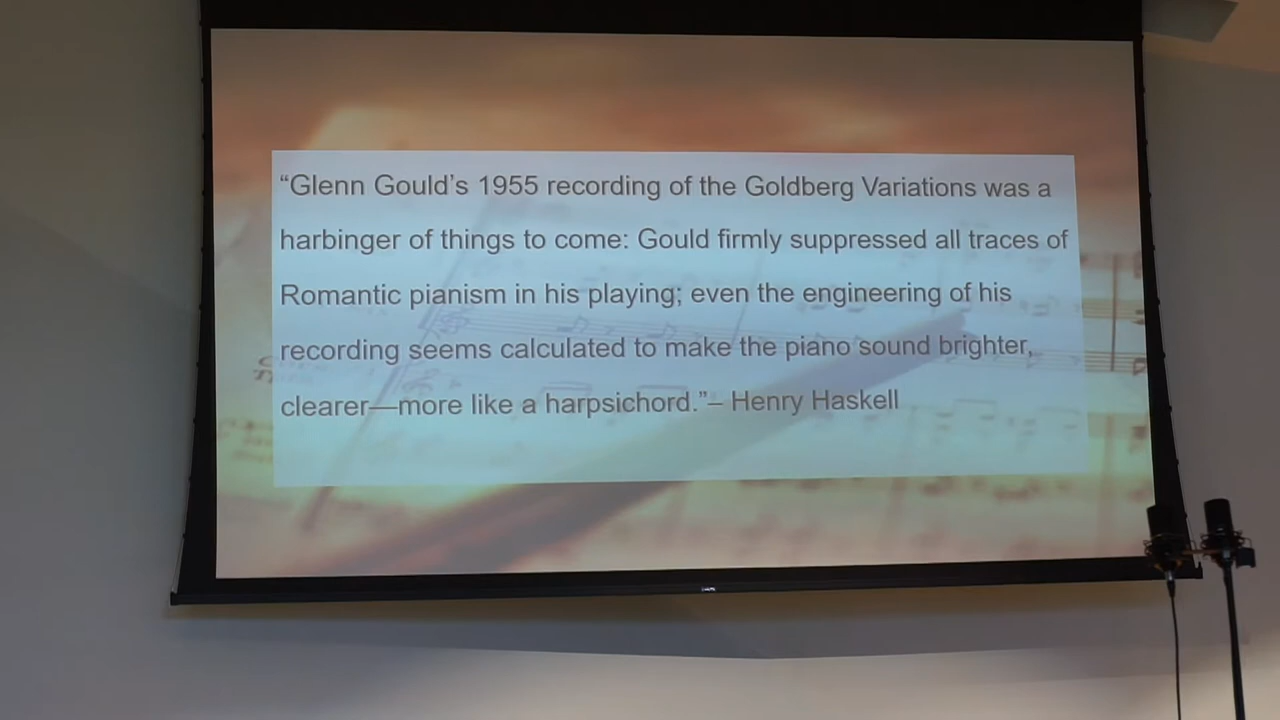 “Glenn Gould’s 1955 recording of the Goldberg Variations was a
harbinger of things to come: Gould firmly suppressed all traces of
Romantic pianism in his playing; even the engineering of his
recording seems calculated to make the piano sound brighter,
clearer—more like a harpsichord.”– Henry Haskell